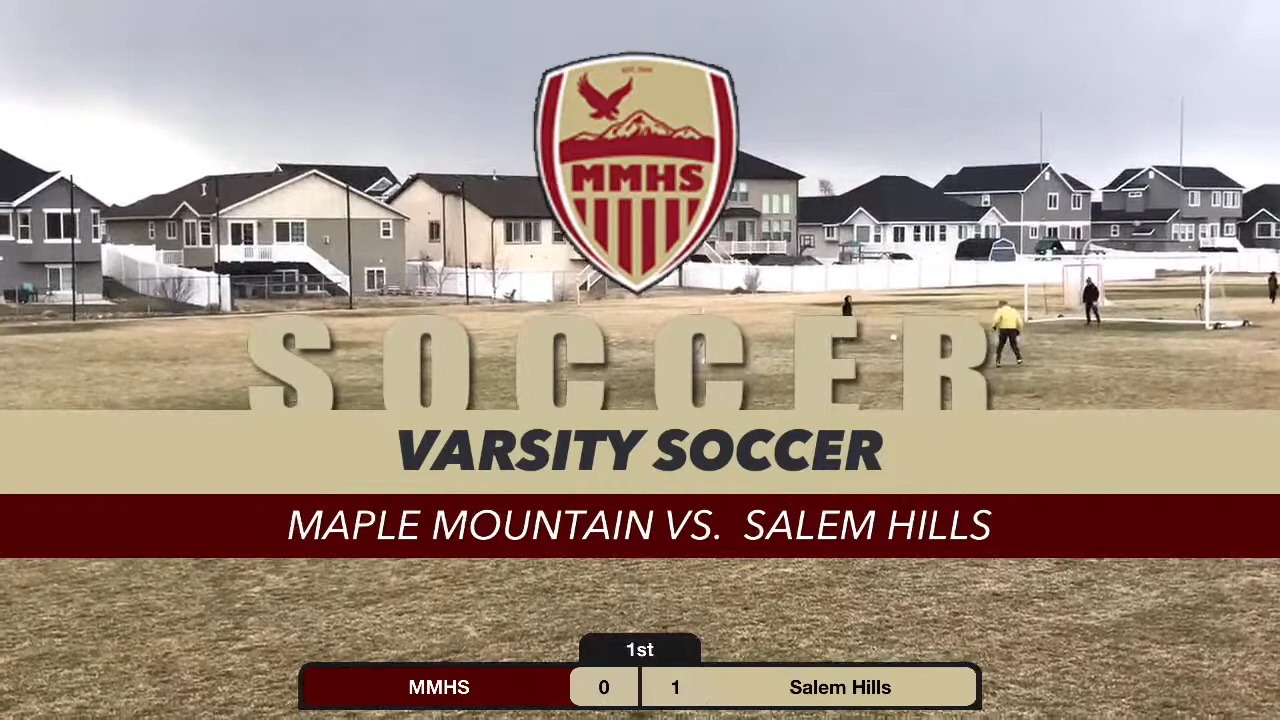 MMHS
SOCCER
VARSITY SOCCER
MAPLE MOUNTAIN VS. SALEM HILLS
1st
MMHS 0 1 Salem Hills